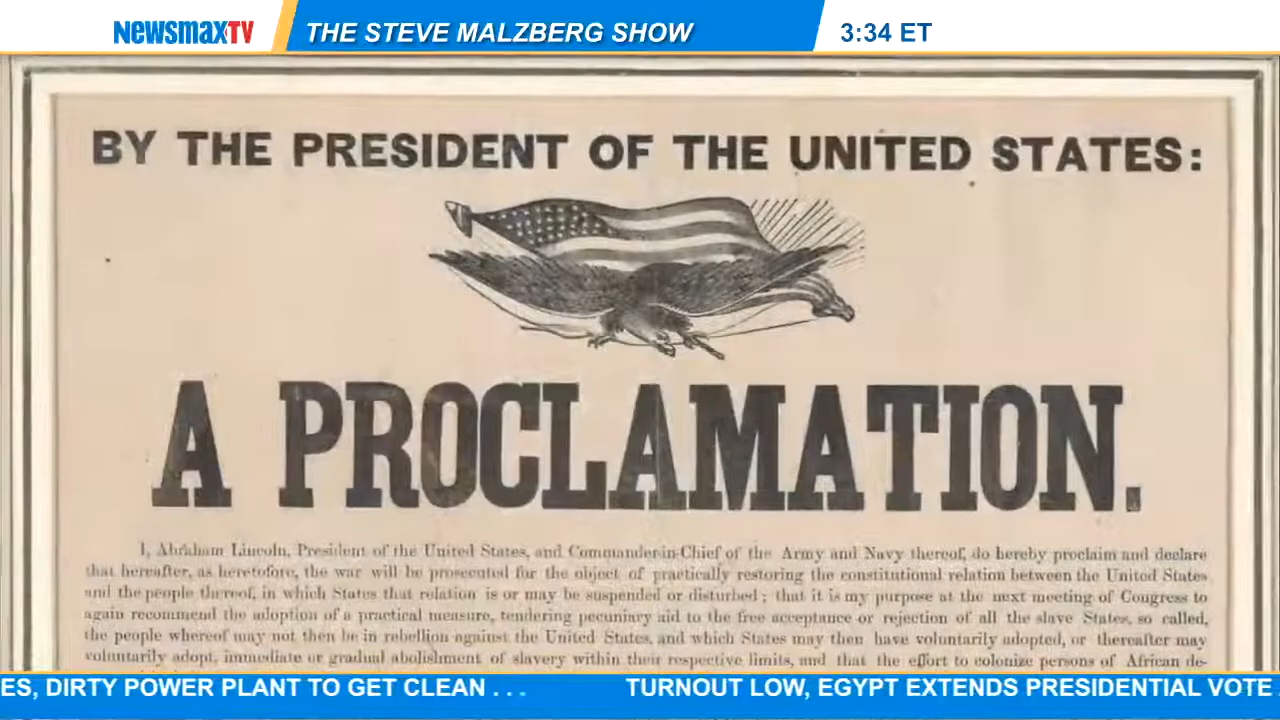 NEWSMAXTV
THE STEVE MALZBERG SHOW
3:34 ET
BY THE PRESIDENT OF THE UNITED STATES:
A PROCLAMATION.
I, Abraham Lincoln, President of the United States, and Commander-in-Chief of the Army and Navy thereof, do hereby proclaim and declare
that hereafter, as heretofore, the war will be prosecuted for the object of practically restoring the constitutional relation between the United States
and the people thereof, in which States that relation is or may be suspended or disturbed; that it is my purpose at the next meeting of Congress to
again recommend the adoption of a practical measure, tendering pecuniary aid to the free acceptance or rejection of all the slave States, so called,
the people whereof may not then be in rebellion against the United States, and which States may then have voluntarily adopted, or thereafter may
voluntarily adopt, immediate or gradual abolishment of slavery within their respective limits, and that the effort to colonize persons of African de-
ES, DIRTY POWER PLANT TO GET CLEAN . . . TURNOUT LOW, EGYPT EXTENDS PRESIDENTIAL VOTE